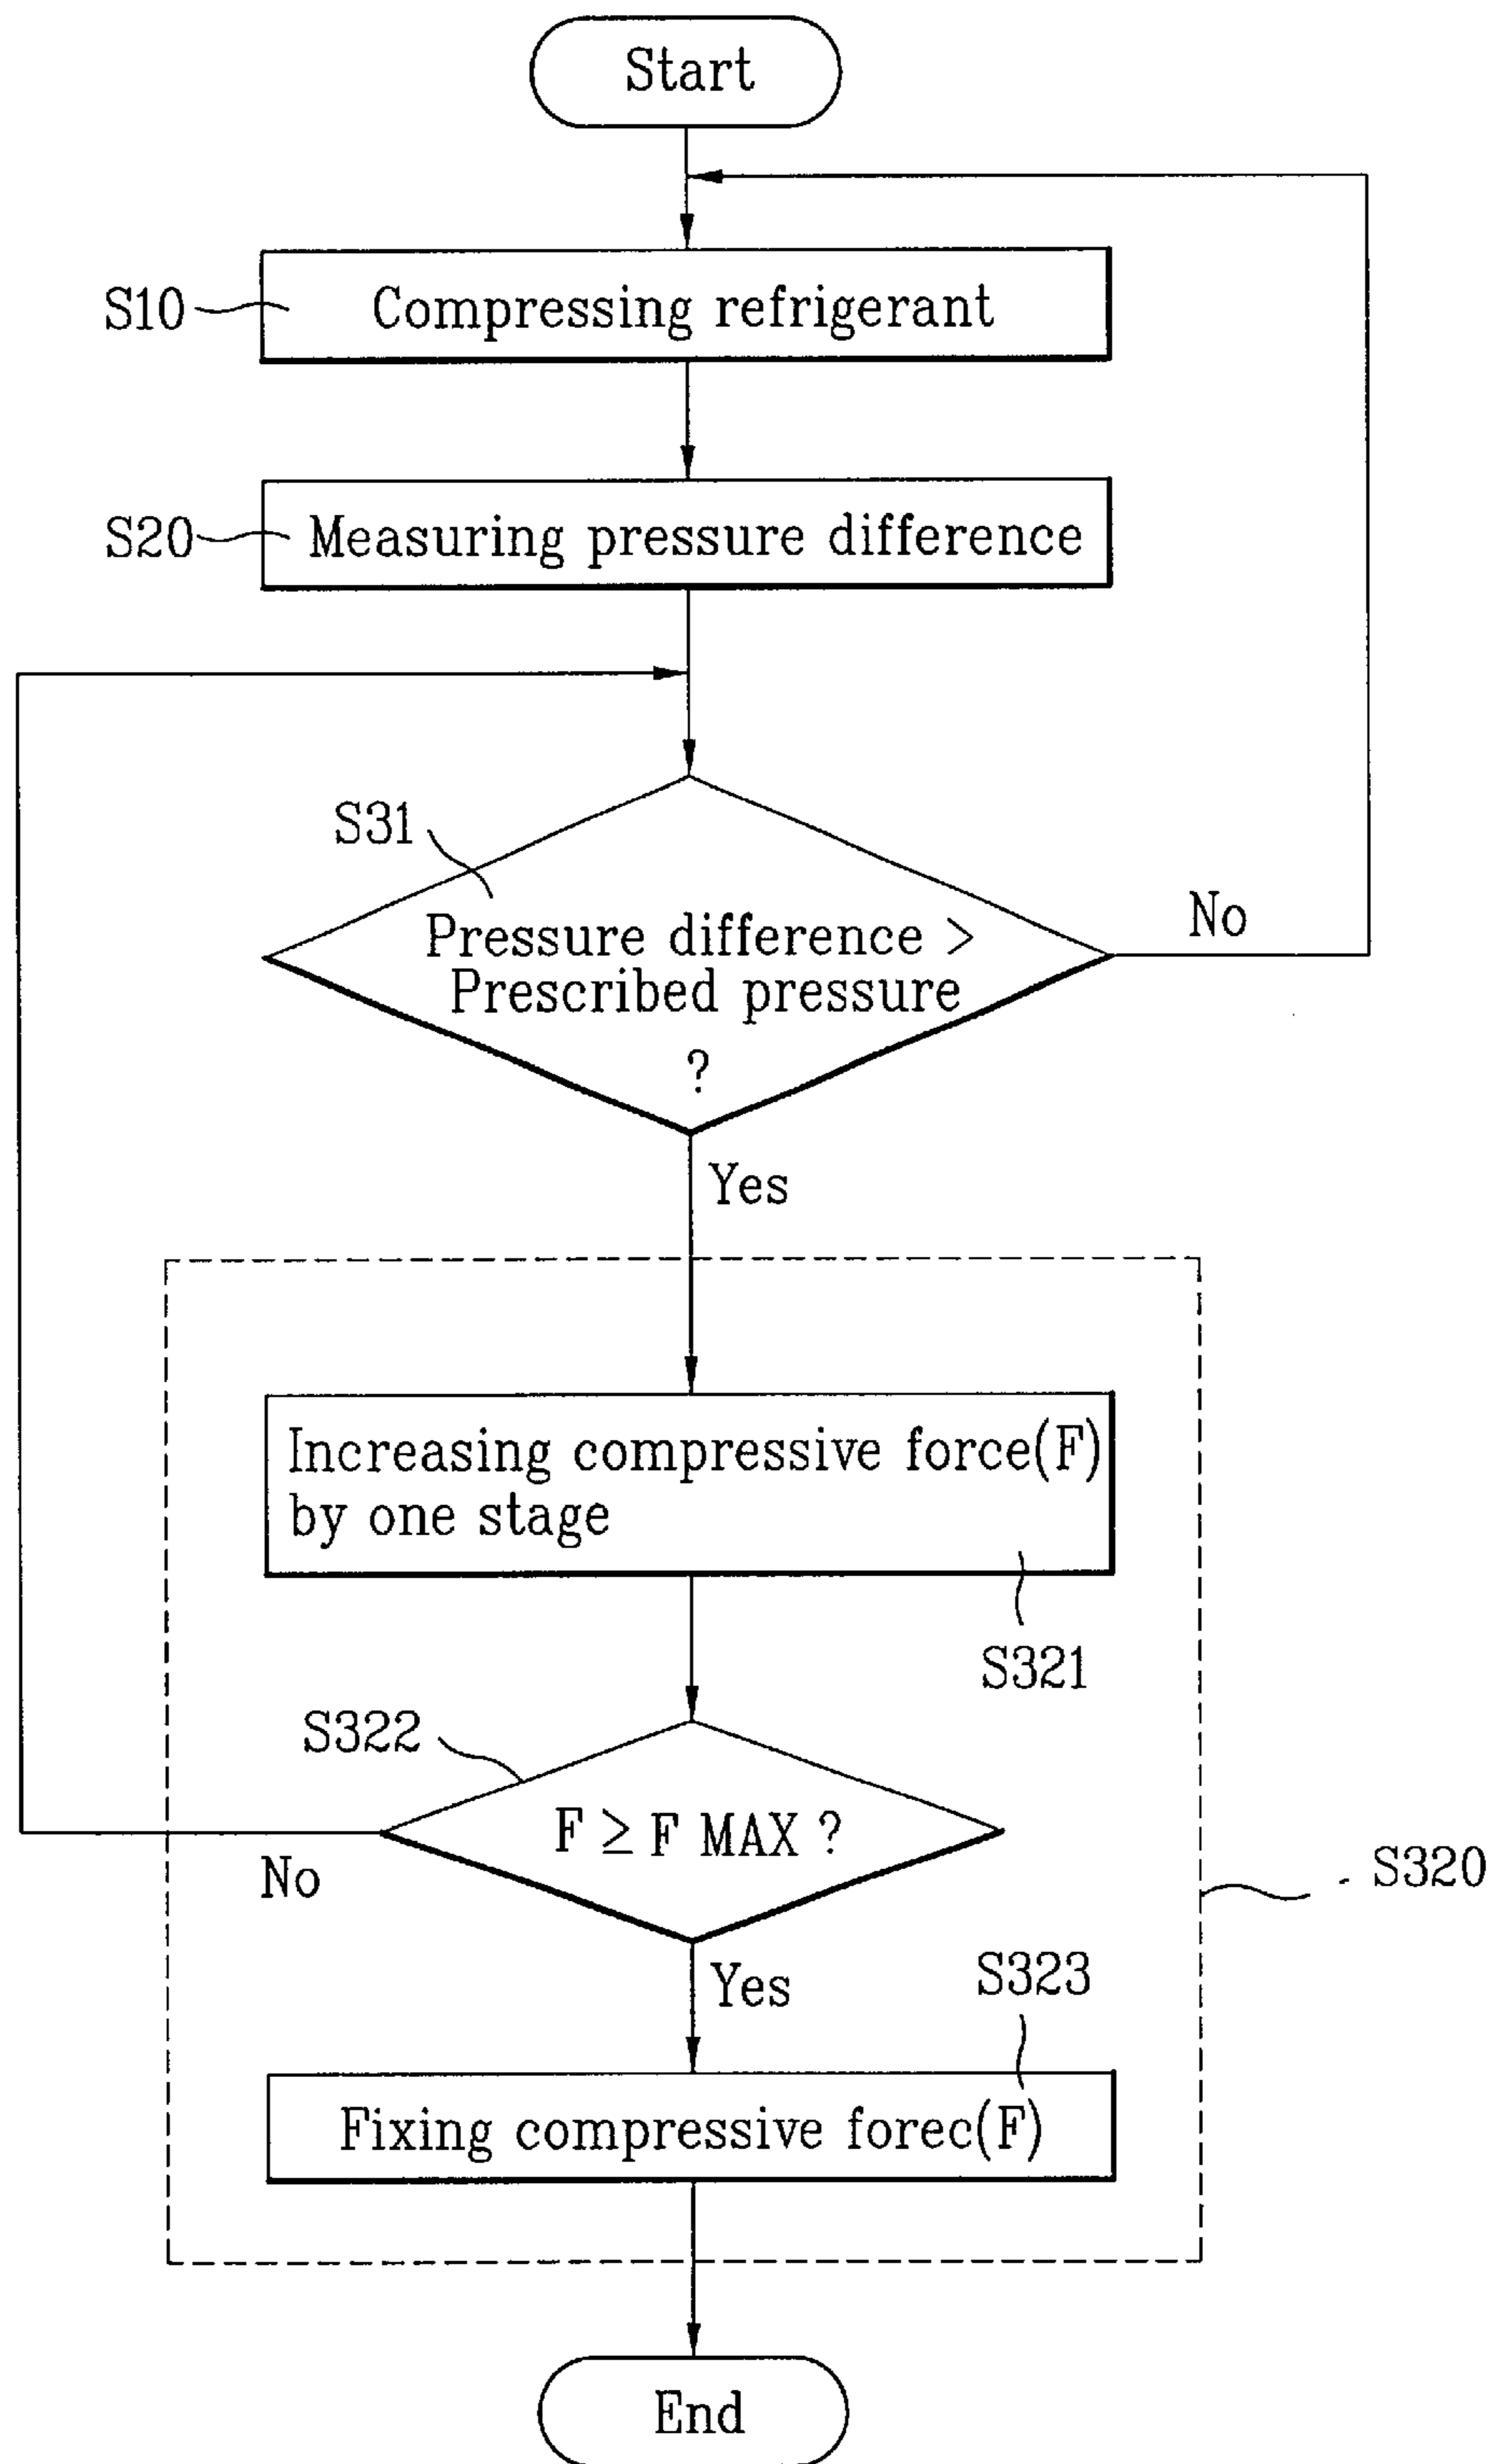 Start
S10
Compressing refrigerant
S20
Measuring pressure difference
S31
Pressure difference >
Prescribed pressure
?
No
Yes
Increasing compressive force(F)
by one stage
S321
S322
F ≥ F MAX ?
No
S320
Yes
S323
Fixing compressive forec(F)
End